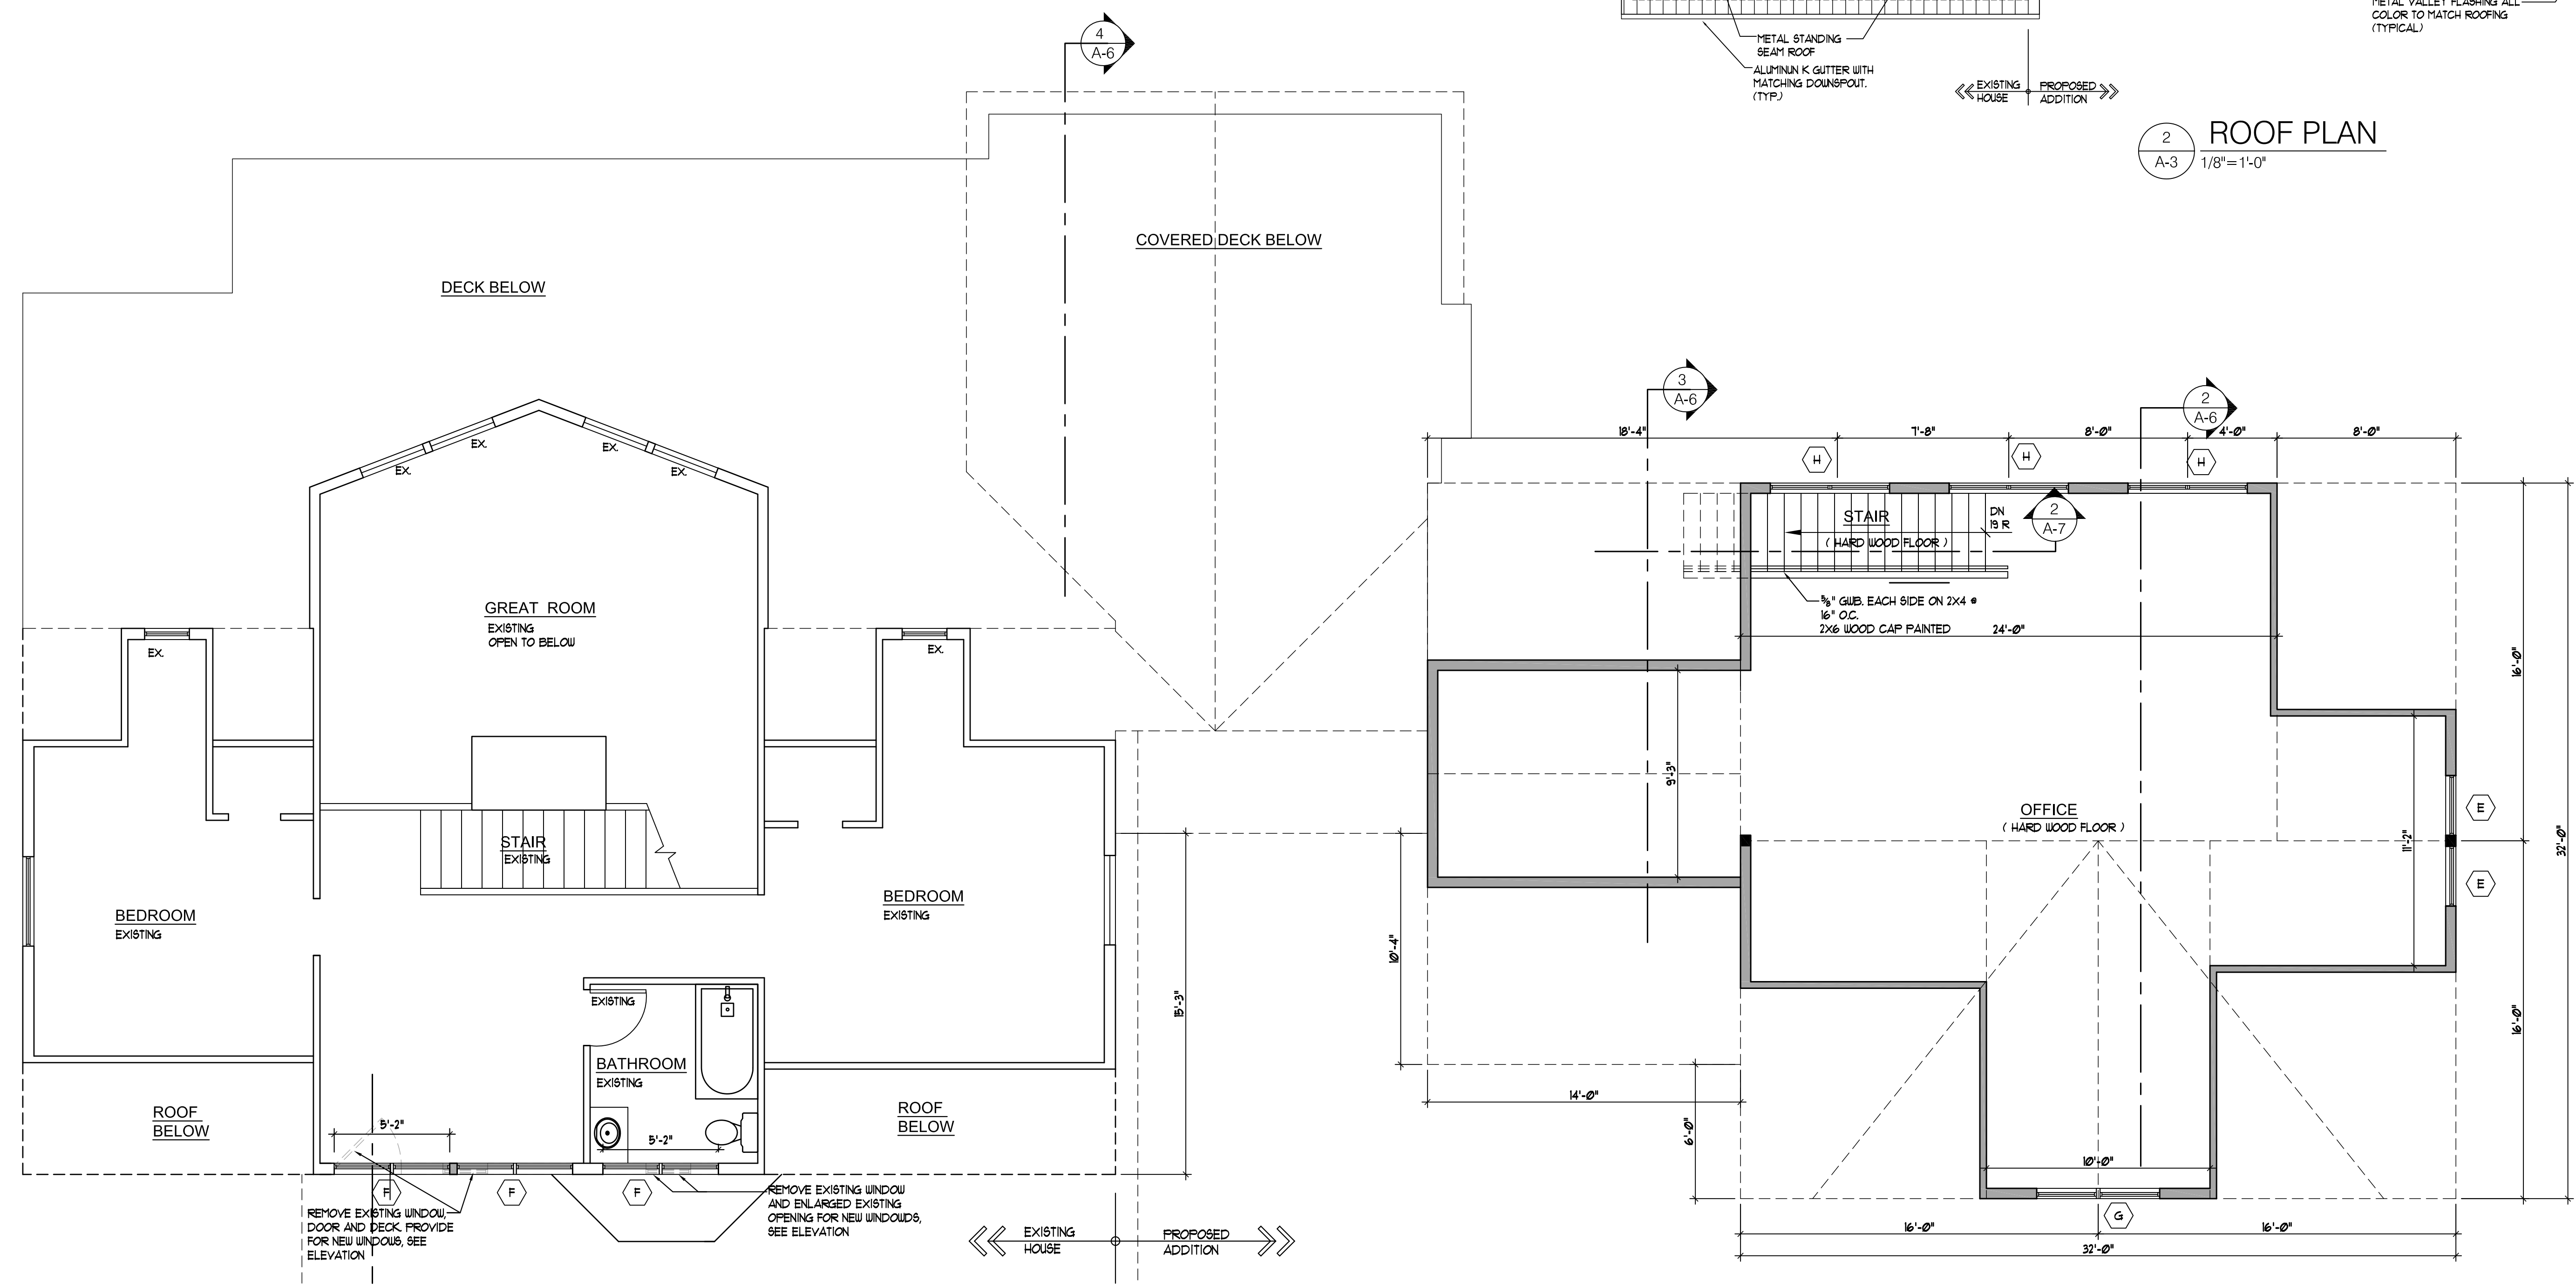 4
A-6
METAL STANDING
SEAM ROOF
ALUMINUN K GUTTER WITH
MATCHING DOWNSPOUT.
(TYP.)
METAL VALLEY FLASHING ALL
COLOR TO MATCH ROOFING
(TYPICAL)
EXISTING
HOUSE
PROPOSED
ADDITION
2
A-3
ROOF PLAN
1/8"=1'-0"
COVERED DECK BELOW
DECK BELOW
3
A-6
2
A-6
18'-4"
7'-8"
8'-0"
4'-0"
8'-0"
H
H
H
EX.
EX.
EX.
EX.
STAIR
( HARD WOOD FLOOR )
DN
19 R
2
A-7
5/8" GWB. EACH SIDE ON 2X4 @
16" O.C.
2X6 WOOD CAP PAINTED
24'-0"
GREAT ROOM
EXISTING
OPEN TO BELOW
EX.
EX.
16'-0"
9'-3"
OFFICE
( HARD WOOD FLOOR )
E
E
11'-2"
32'-0"
STAIR
EXISTING
BEDROOM
EXISTING
BEDROOM
EXISTING
10'-4"
15'-3"
16'-0"
EXISTING
BATHROOM
EXISTING
ROOF
BELOW
ROOF
BELOW
5'-2"
5'-2"
14'-0"
6'-0"
10'-0"
F
F
F
G
REMOVE EXISTING WINDOW,
DOOR AND DECK. PROVIDE
FOR NEW WINDOWS, SEE
ELEVATION
REMOVE EXISTING WINDOW
AND ENLARGED EXISTING
OPENING FOR NEW WINDOWDS,
SEE ELEVATION
EXISTING
HOUSE
PROPOSED
ADDITION
16'-0"
16'-0"
32'-0"